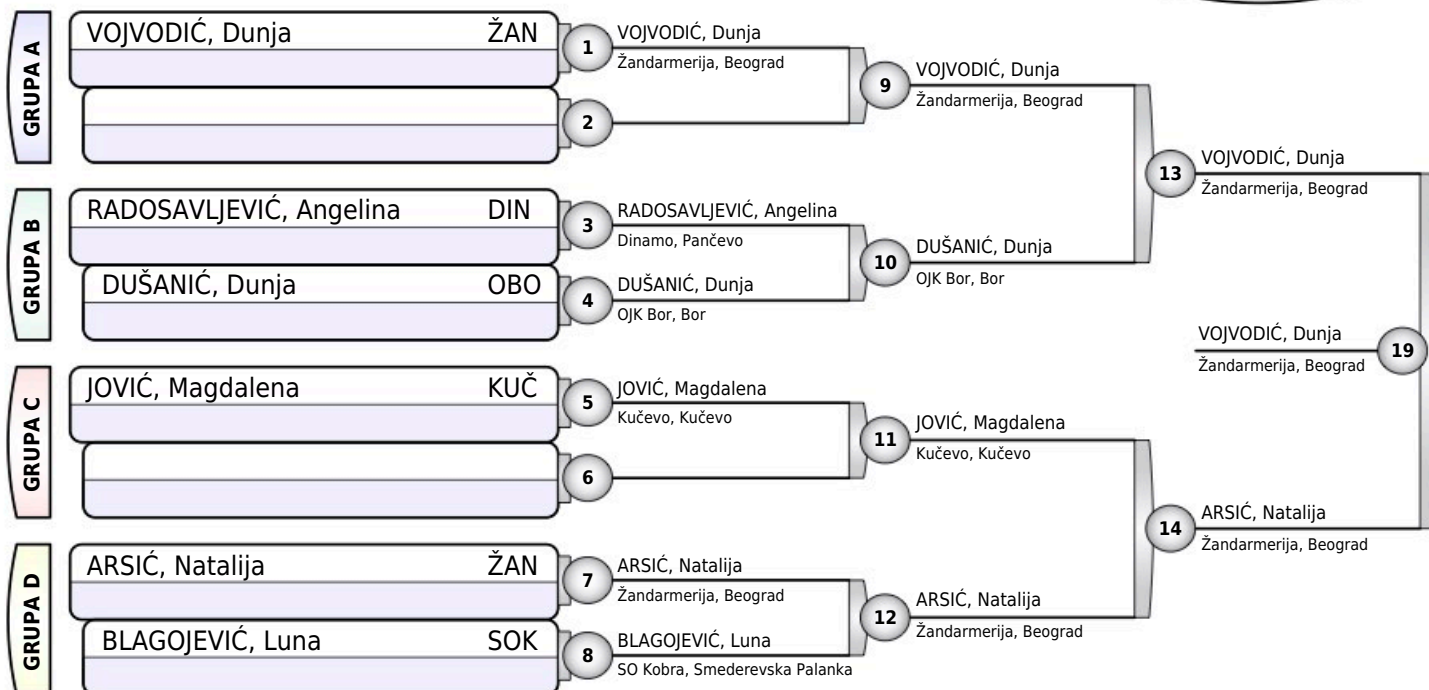 GRUPA A
VOJVODIĆ, Dunja ŽAN
1
VOJVODIĆ, Dunja
Žandarmerija, Beograd
2
9
VOJVODIĆ, Dunja
Žandarmerija, Beograd
GRUPA B
RADOSAVLJEVIĆ, Angelina DIN
3
RADOSAVLJEVIĆ, Angelina
Dinamo, Pančevo
DUŠANIĆ, Dunja OBO
4
DUŠANIĆ, Dunja
OJK Bor, Bor
10
DUŠANIĆ, Dunja
OJK Bor, Bor
13
VOJVODIĆ, Dunja
Žandarmerija, Beograd
VOJVODIĆ, Dunja
Žandarmerija, Beograd
19
GRUPA C
JOVIĆ, Magdalena KUČ
5
JOVIĆ, Magdalena
Kučevo, Kučevo
6
11
JOVIĆ, Magdalena
Kučevo, Kučevo
14
ARSIĆ, Natalija
Žandarmerija, Beograd
GRUPA D
ARSIĆ, Natalija ŽAN
7
ARSIĆ, Natalija
Žandarmerija, Beograd
BLAGOJEVIĆ, Luna SOK
8
BLAGOJEVIĆ, Luna
SO Kobra, Smederevska Palanka
12
ARSIĆ, Natalija
Žandarmerija, Beograd